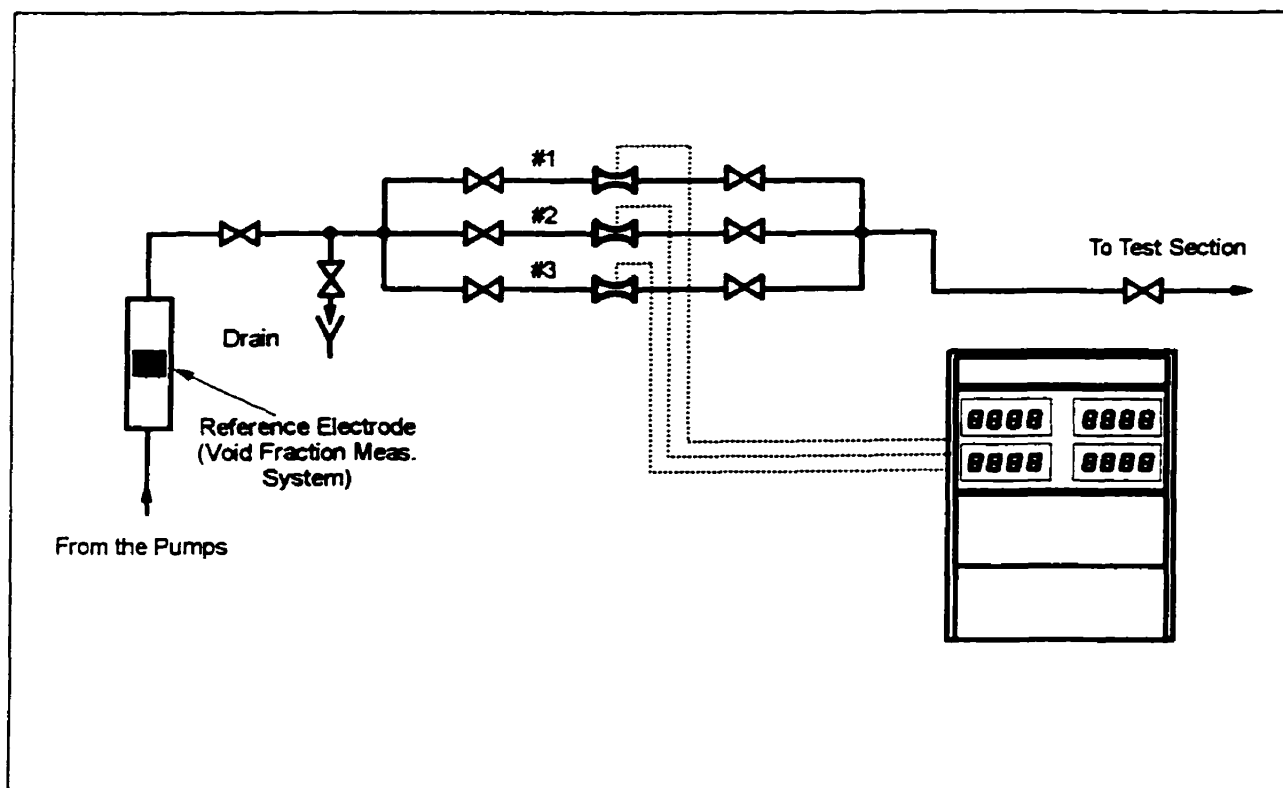 #1
#2
#3
To Test Section
Drain
Reference Electrode
(Void Fraction Meas.
System)
From the Pumps
8888 8888
8888 8888